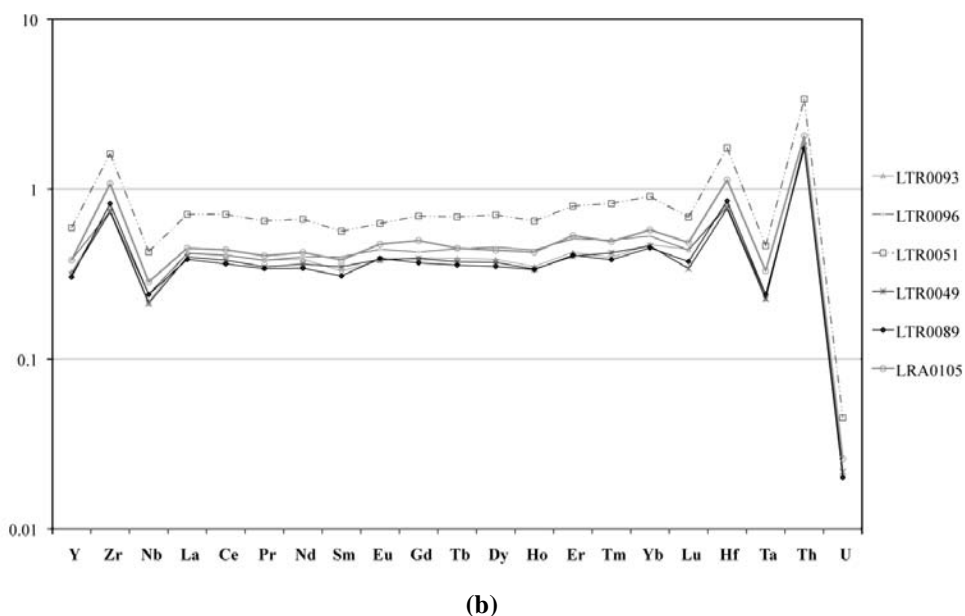 10
1
0.1
0.01
Y Zr Nb La Ce Pr Nd Sm Eu Gd Tb Dy Ho Er Tm Yb Lu Hf Ta Th U
LTR0093
LTR0096
LTR0051
LTR0049
LTR0089
LRA0105
(b)